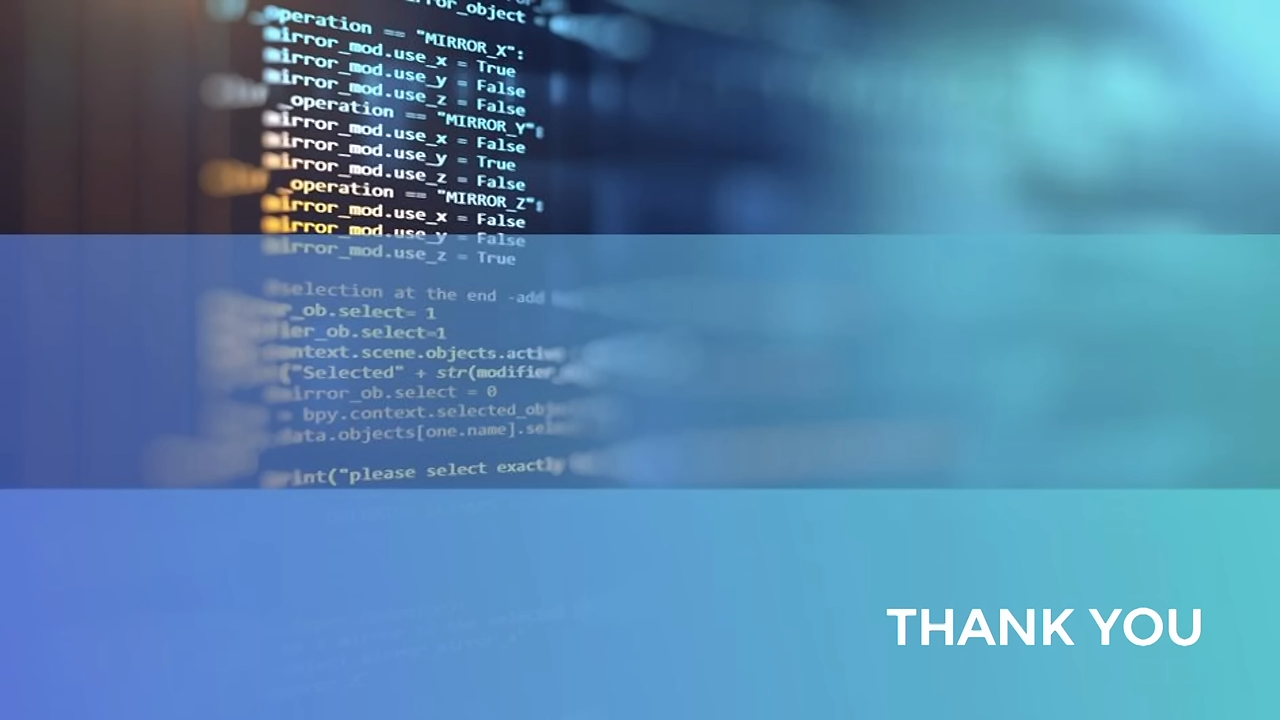 ror_object
operation == "MIRROR_X":
mirror_mod.use_x = True
mirror_mod.use_y = False
mirror_mod.use_z = False
_operation == "MIRROR_Y":
mirror_mod.use_x = False
mirror_mod.use_y = True
mirror_mod.use_z = False
_operation == "MIRROR_Z":
mirror_mod.use_x = False
mirror_mod.use_y = False
mirror_mod.use_z = True
selection at the end -add
_ob.select= 1
ier_ob.select=1
ntext.scene.objects.activ
("Selected" + str(modifier
mirror_ob.select = 0
= bpy.context.selected_ob
data.objects[one.name].sel
print("please select exactly
THANK YOU